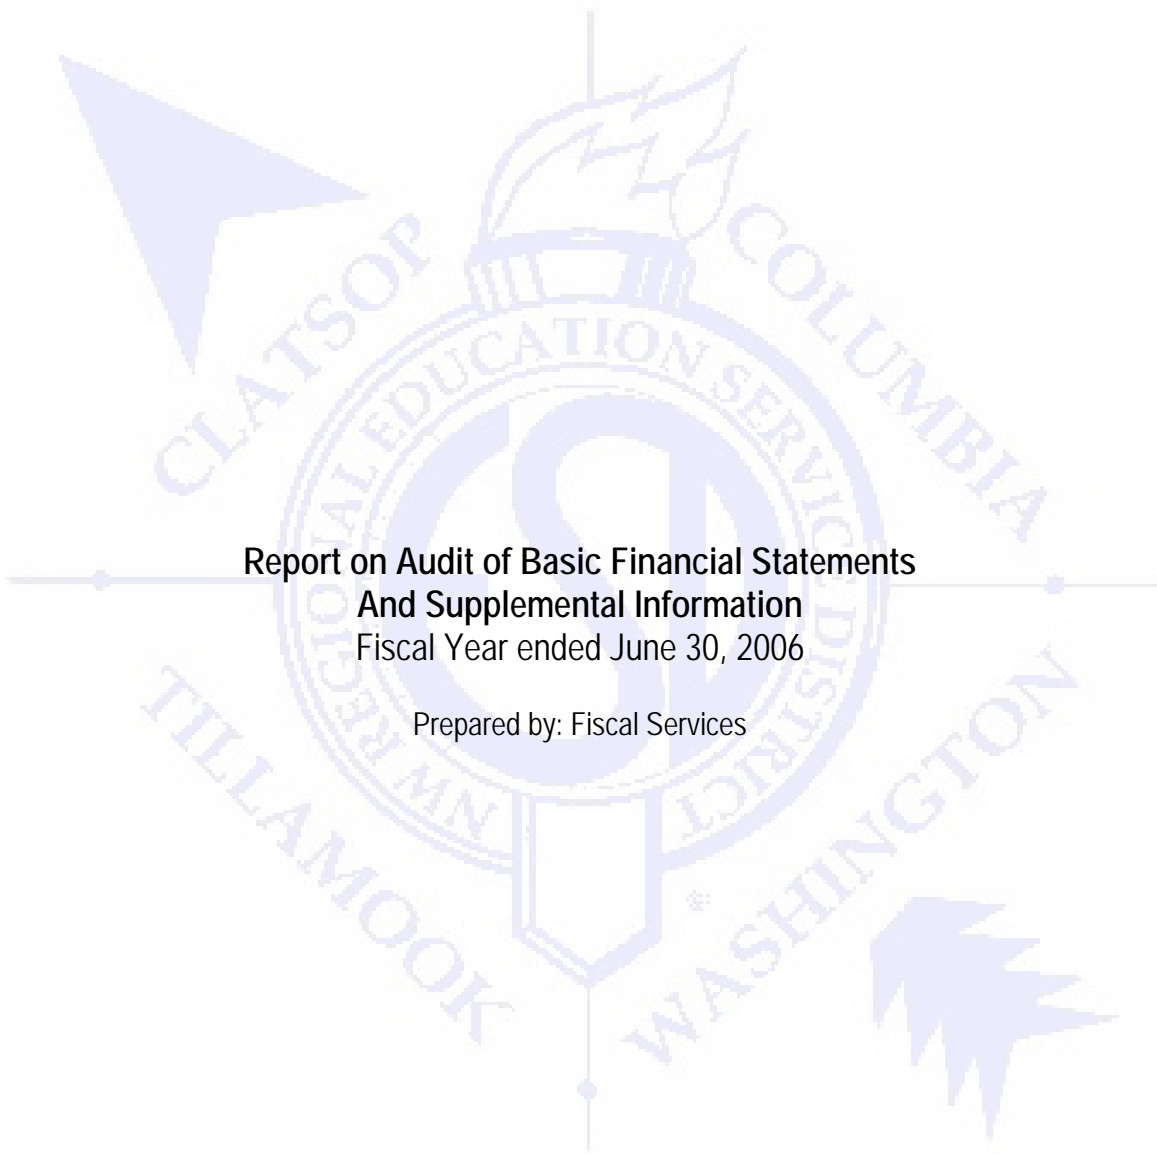 CLATSOP
COLUMBIA
NW REGIONAL EDUCATION SERVICE DISTRICT
ESD
Report on Audit of Basic Financial Statements
And Supplemental Information
Fiscal Year ended June 30, 2006
Prepared by: Fiscal Services
TILLAMOOK
WASHINGTON